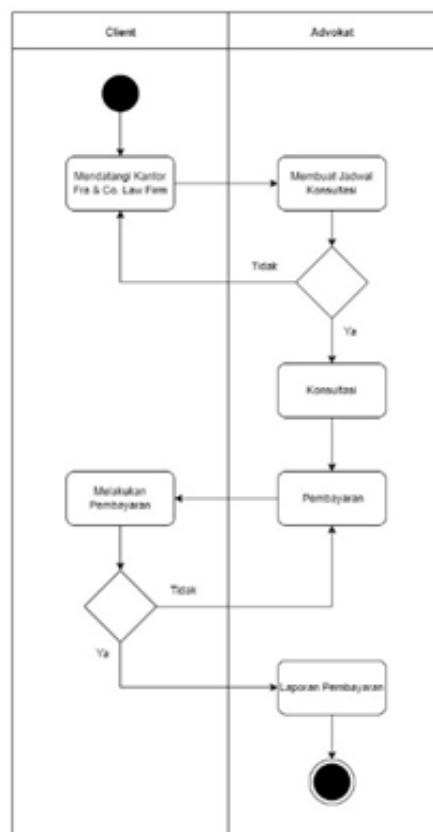 Client
Advokat
Mendatangi Kantor
Fra & Co. Law Firm
Membuat Jadwal
Konsultasi
Tidak
Ya
Konsultasi
Melakukan
Pembayaran
Pembayaran
Tidak
Ya
Laporan Pembayaran